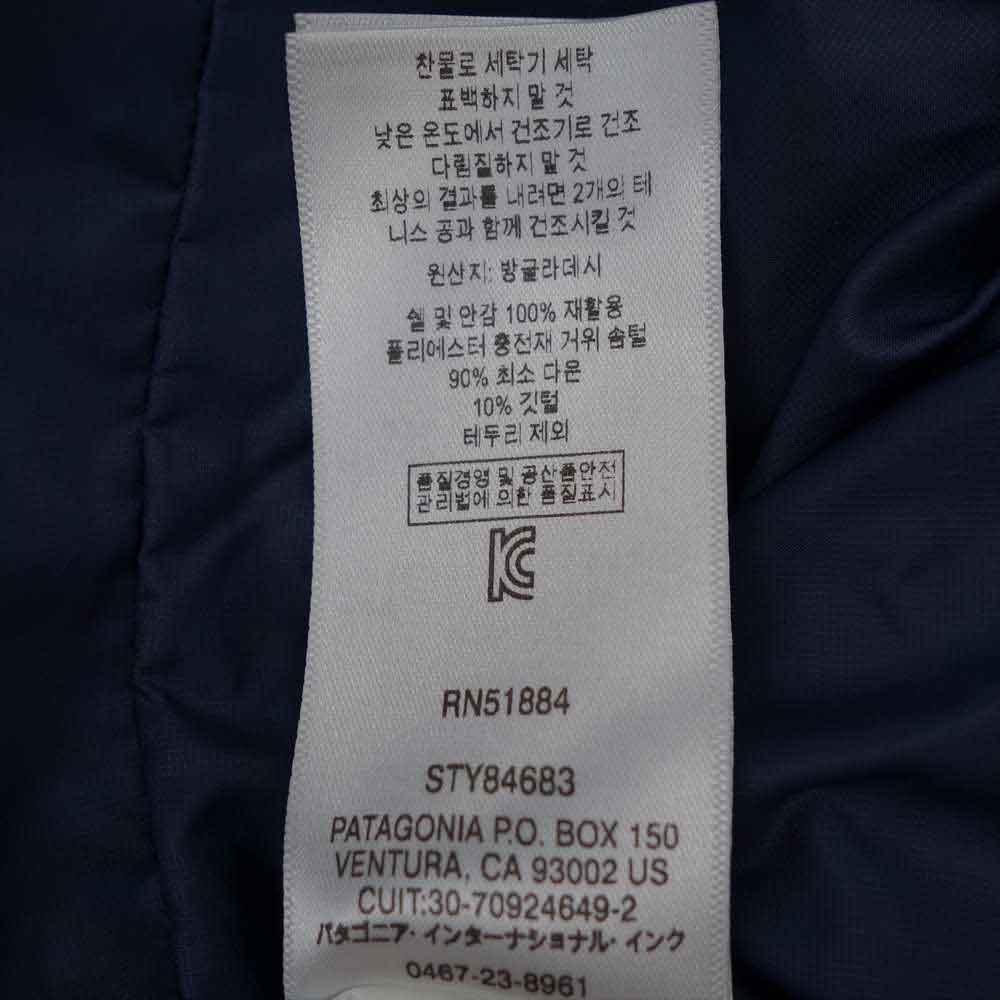 찬물로 세탁기 세탁
표백하지 말 것
낮은 온도에서 건조기로 건조
다림질하지 말 것
최상의 결과를 내려면 2개의 테
니스 공과 함께 건조시킬 것
원산지: 방글라데시
쉘 및 안감 100% 재활용
폴리에스터 충전재 거위 솜털
90% 최소 다운
10% 깃털
테두리 제외
품질경영 및 공산품안전
관리법에 의한 품질표시
KC
RN51884
STY84683
PATAGONIA P.O. BOX 150
VENTURA, CA 93002 US
CUIT:30-70924649-2
パタゴニア・インターナショナル・インク
0467-23-8961